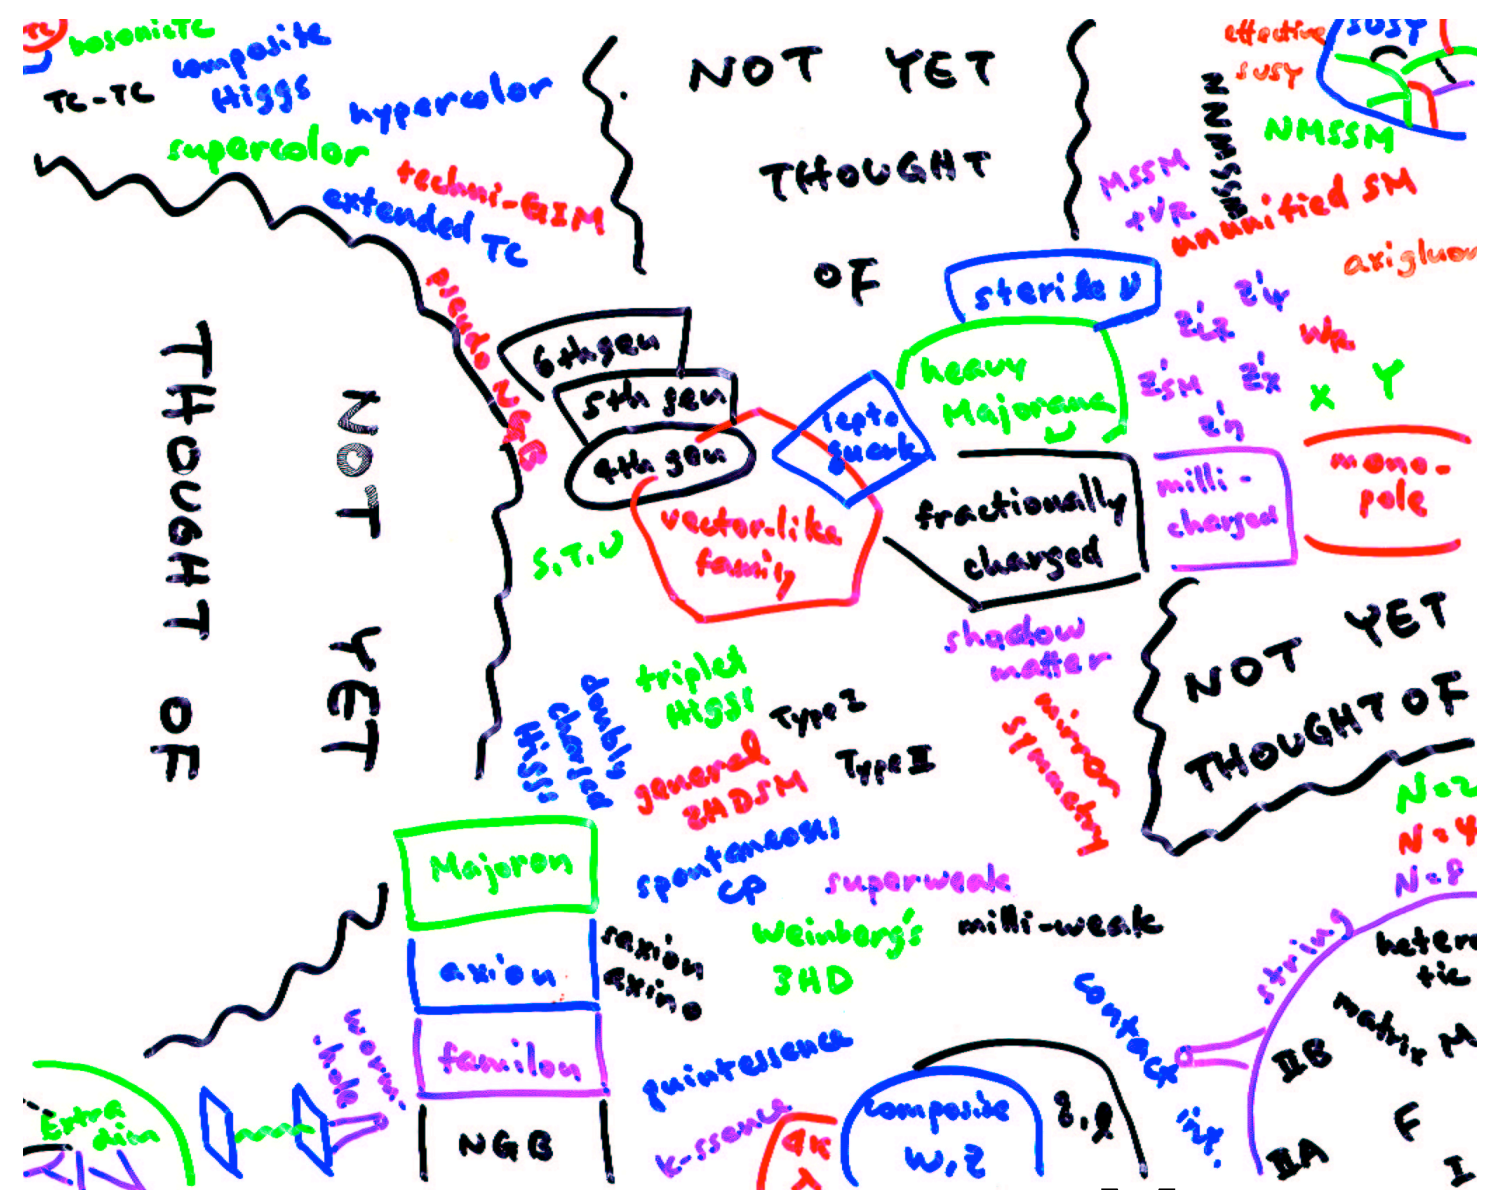 TC
bosonic TC
composite
Higgs
TC-TC
hypercolor
supercolor
techni-GIM
extended TC
pseudo NGB
NOT YET
THOUGHT
OF
effective
SUSY
SUSY
NMSSM
NNMSSM
MSSM
+νR
ununified SM
axigluon
sterile ν
heavy
Majorana
Z'ψ
Z'LR
WR
Z'SM
Z'χ
X Y
Z'η
6th gen
5th gen
4th gen
lepto
quark
vector-like
family
fractionally
charged
milli-
charged
mono-
pole
NOT YET
THOUGHT OF
S,T,U
shadow
matter
mirror
symmetry
NOT YET
THOUGHT OF
triplet
Higgs
Doubly
charged
Higgs
Type I
Type II
general
2HDSM
spontaneous
CP
superweak
Weinberg's
3HD
milli-weak
N=2
N=4
N=8
Majoron
axion
saxion
axino
familon
NGB
worm-
hole
Extra
dim
quintessence
k-ssence
composite
W,Z
q,l
contact
int.
string
hetero
tic
matrix M
IIB
F
IIA
I